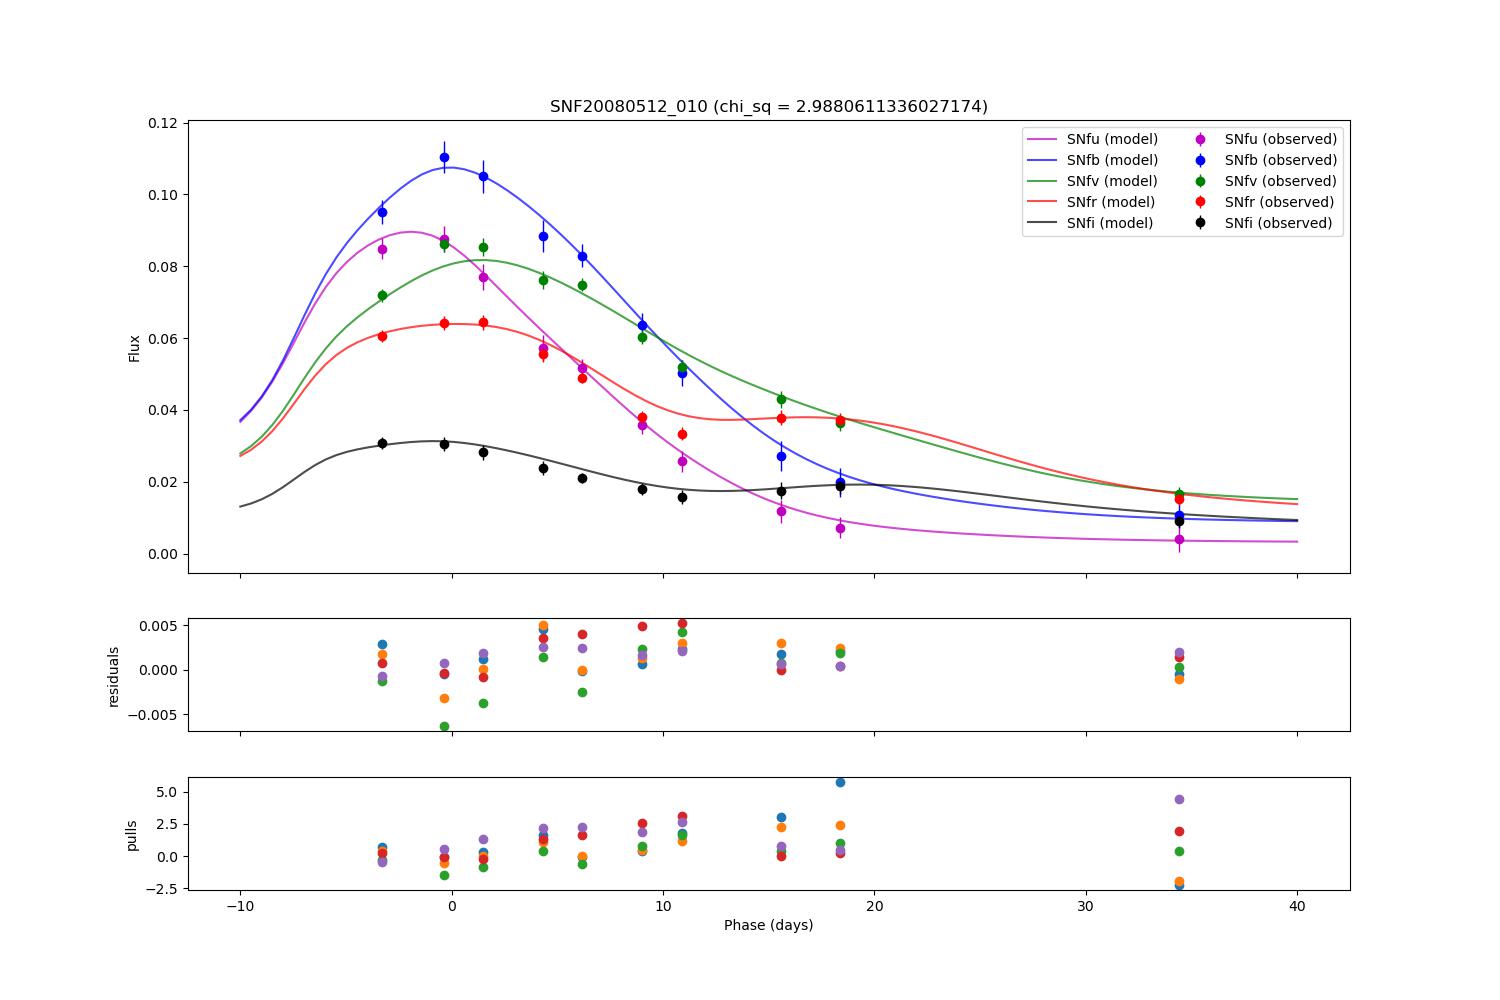 SNF20080512_010 (chi_sq = 2.9880611336027174)
0.12
0.10
0.08
0.06
0.04
0.02
0.00
Flux
SNfu (model)
SNfb (model)
SNfv (model)
SNfr (model)
SNfi (model)
SNfu (observed)
SNfb (observed)
SNfv (observed)
SNfr (observed)
SNfi (observed)
0.005
0.000
−0.005
residuals
5.0
2.5
0.0
−2.5
pulls
−10 0 10 20 30 40
Phase (days)